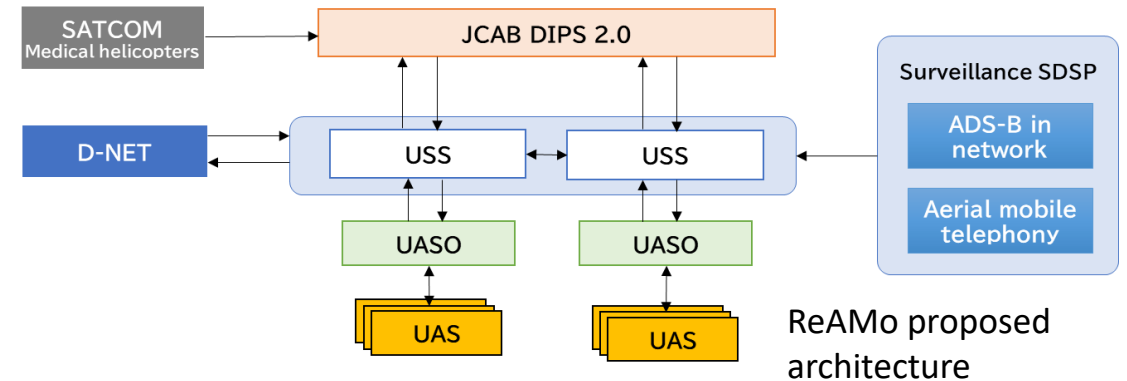 SATCOM
Medical helicopters
JCAB DIPS 2.0
Surveillance SDSP
ADS-B in
network
Aerial mobile
telephony
D-NET
USS
USS
UASO
UASO
UAS
UAS
ReAMo proposed
architecture